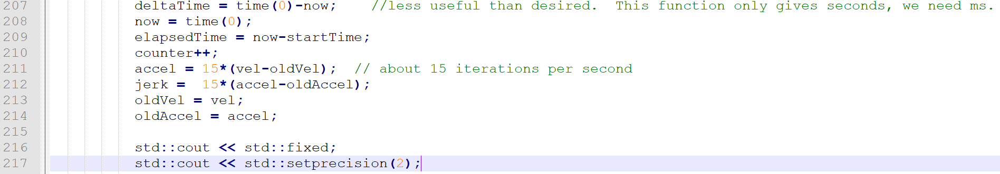 207 deltaTime = time(0)-now;    //less useful than desired.  This function only gives seconds, we need ms.
208 now = time(0);
209 elapsedTime = now-startTime;
210 counter++;
211 accel = 15*(vel-oldVel);  // about 15 iterations per second
212 jerk =  15*(accel-oldAccel);
213 oldVel = vel;
214 oldAccel = accel;
215
216 std::cout << std::fixed;
217 std::cout << std::setprecision(2);